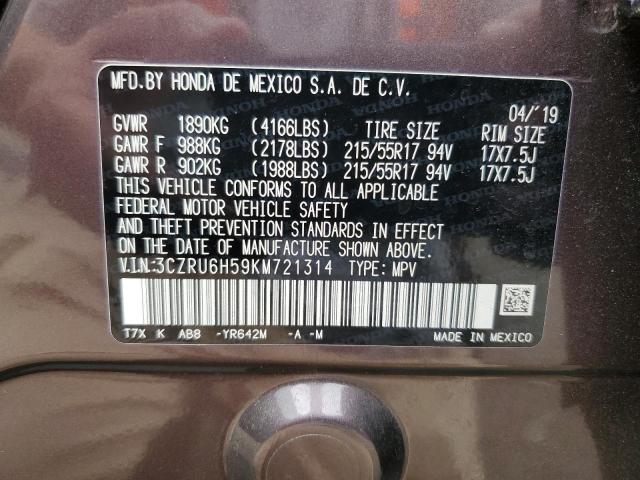 MFD.BY HONDA DE MEXICO S.A. DE C.V.
04/'19
GVWR 1890KG (4166LBS) TIRE SIZE RIM SIZE
GAWR F 988KG (2178LBS) 215/55R17 94V 17X7.5J
GAWR R 902KG (1988LBS) 215/55R17 94V 17X7.5J
THIS VEHICLE CONFORMS TO ALL APPLICABLE
FEDERAL MOTOR VEHICLE SAFETY
AND THEFT PREVENTION STANDARDS IN EFFECT
ON THE DATE OF MANUFACTURE SHOWN ABOVE.
V.I.N.:3CZRU6H59KM721314 TYPE: MPV
T7X K AB8 -YR642M -A -M MADE IN MEXICO